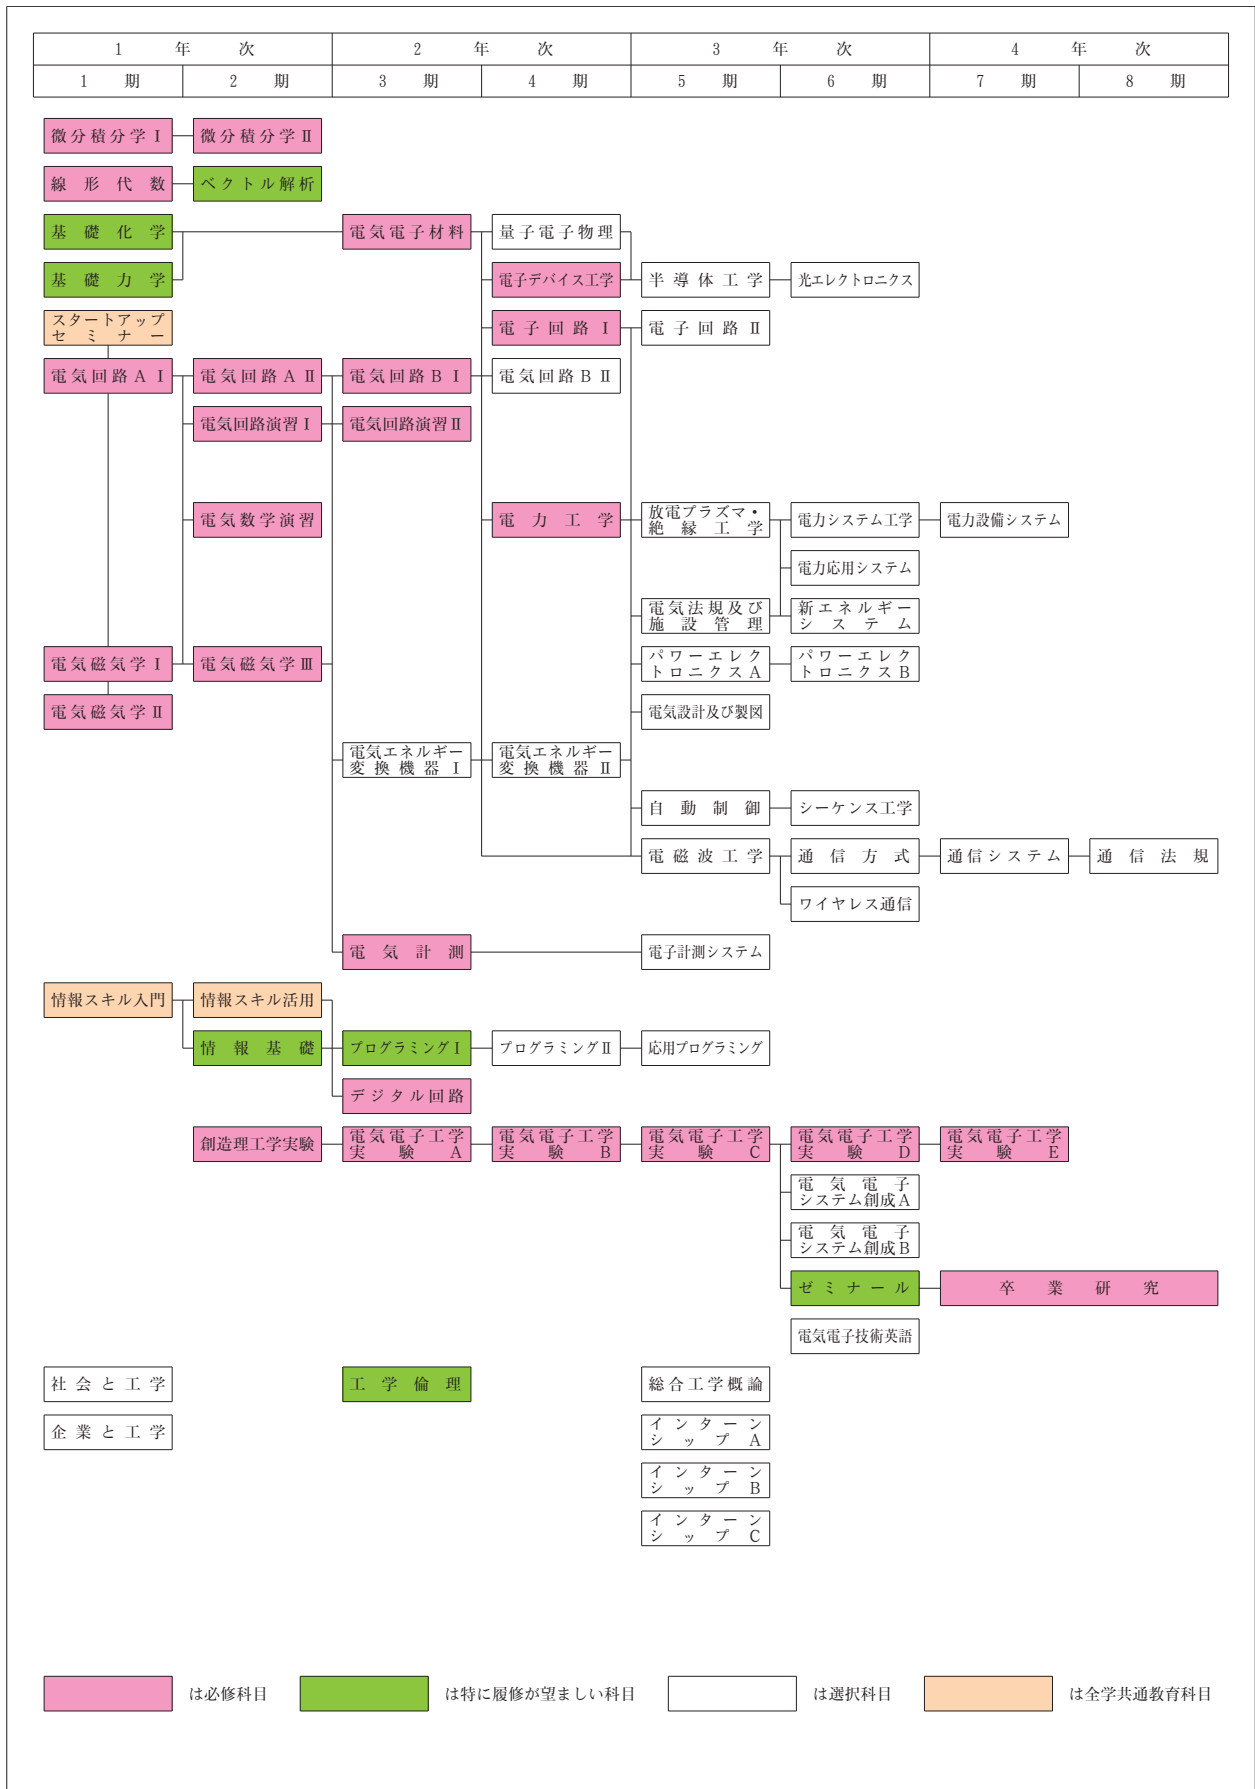 1 年 次 2 年 次 3 年 次 4 年 次
1 期 2 期 3 期 4 期 5 期 6 期 7 期 8 期
微分積分学Ⅰ 微分積分学Ⅱ
線形代数 ベクトル解析
基礎化学 電気電子材料 量子電子物理
基礎力学 電子デバイス工学 半導体工学 光エレクトロニクス
スタートアップ
セミナー
電子回路Ⅰ 電子回路Ⅱ
電気回路AⅠ 電気回路AⅡ 電気回路BⅠ 電気回路BⅡ
電気回路演習Ⅰ 電気回路演習Ⅱ
電気数学演習 電力工学
放電プラズマ・
絶縁工学
電力システム工学 電力設備システム
電力応用システム
電気法規及び
施設管理
新エネルギー
システム
電気磁気学Ⅰ 電気磁気学Ⅲ
パワーエレク
トロニクスA
パワーエレク
トロニクスB
電気磁気学Ⅱ 電気設計及び製図
電気エネルギー
変換機器Ⅰ
電気エネルギー
変換機器Ⅱ
自動制御 シーケンス工学
電磁波工学 通信方式 通信システム 通信法規
ワイヤレス通信
電気計測 電子計測システム
情報スキル入門 情報スキル活用
情報基礎 プログラミングⅠ プログラミングⅡ 応用プログラミング
デジタル回路
創造理工学実験
電気電子工学
実験A
電気電子工学
実験B
電気電子工学
実験C
電気電子工学
実験D
電気電子工学
実験E
電気電子
システム創成A
電気電子
システム創成B
ゼミナール 卒業研究
電気電子技術英語
社会と工学 工学倫理 総合工学概論
企業と工学
インターン
シップA
インターン
シップB
インターン
シップC
は必修科目 は特に履修が望ましい科目 は選択科目 は全学共通教育科目